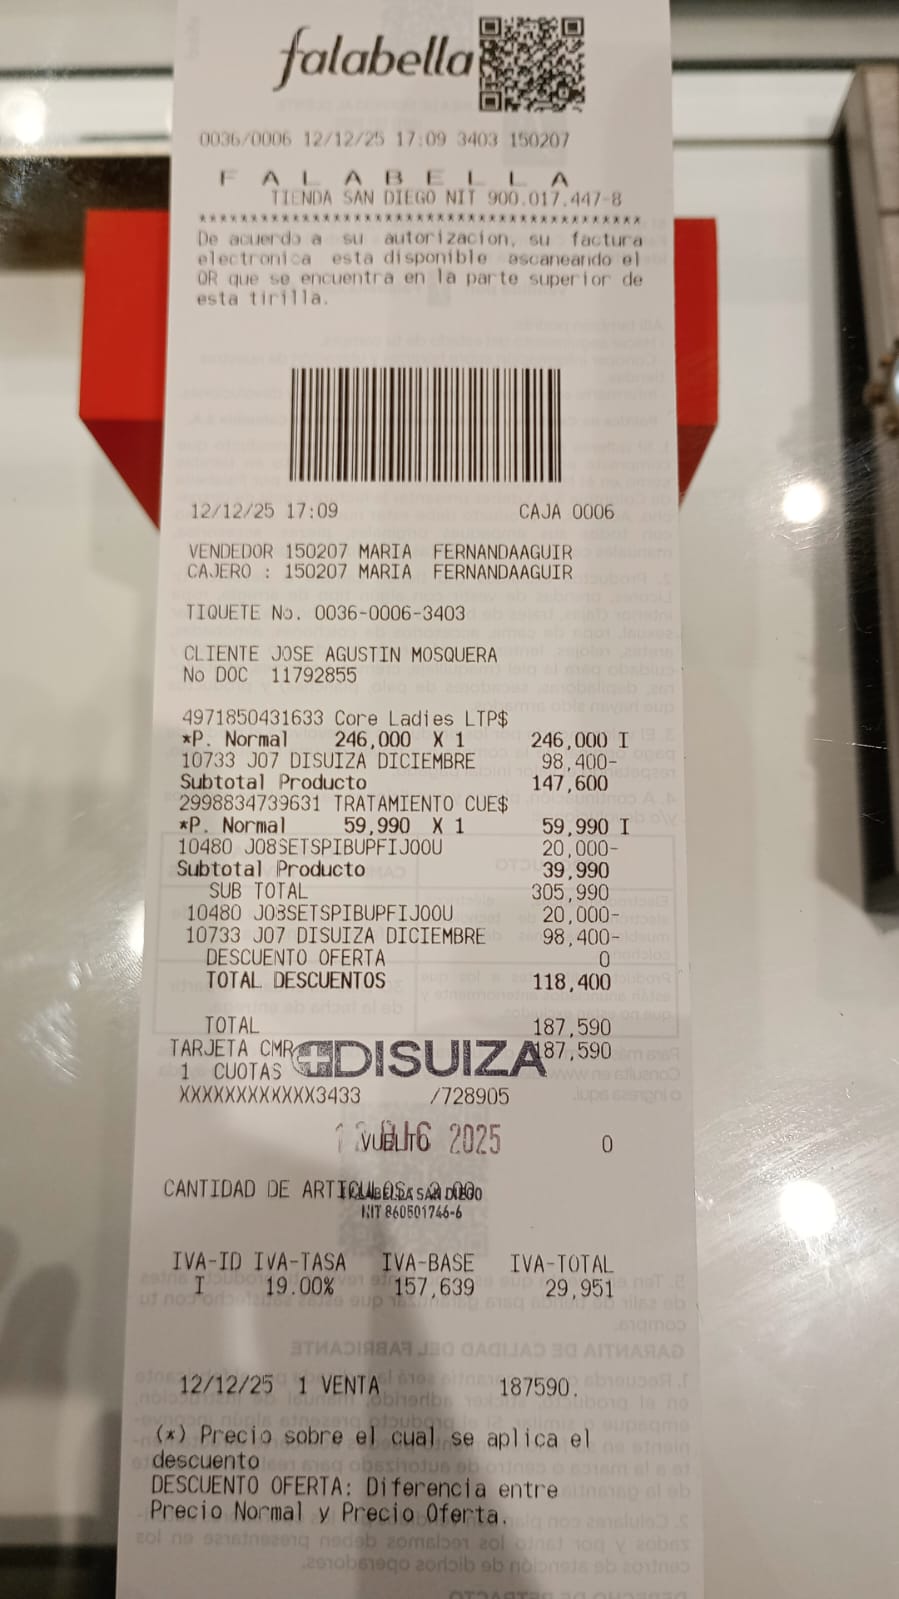 falabella
0036/0006 12/12/25 17:09 3403 150207
F A L A B E L L A
TIENDA SAN DIEGO NIT 900.017.447-8
******************************************
De acuerdo a su autorizacion, su factura
electronica esta disponible escaneando el
QR que se encuentra en la parte superior de
esta tirilla.
12/12/25 17:09 CAJA 0006
VENDEDOR 150207 MARIA FERNANDAAGUIR
CAJERO : 150207 MARIA FERNANDAAGUIR
TIQUETE No. 0036-0006-3403
CLIENTE JOSE AGUSTIN MOSQUERA
No DOC 11792855
4971850431633 Core Ladies LTP$
*P. Normal 246,000 X 1 246,000 I
10733 J07 DISUIZA DICIEMBRE 98,400-
Subtotal Producto 147,600
2998834739631 TRATAMIENTO CUE$
*P. Normal 59,990 X 1 59,990 I
10480 J08SETSPIBUPFIJOOU 20,000-
Subtotal Producto 39,990
SUB TOTAL 305,990
10480 J08SETSPIBUPFIJOOU 20,000-
10733 J07 DISUIZA DICIEMBRE 98,400-
DESCUENTO OFERTA 0
TOTAL DESCUENTOS 118,400
TOTAL 187,590
TARJETA CMR 187,590
DISUIZA
1 CUOTAS
XXXXXXXXXXXX3433 /728905
VUELTO 0
2025
CANTIDAD DE ARTICULOS
FALABELLA SAN DIEGO
NIT 860501746-6
IVA-ID IVA-TASA IVA-BASE IVA-TOTAL
I 19.00% 157,639 29,951
12/12/25 1 VENTA 187590.
(*) Precio sobre el cual se aplica el
descuento
DESCUENTO OFERTA: Diferencia entre
Precio Normal y Precio Oferta.